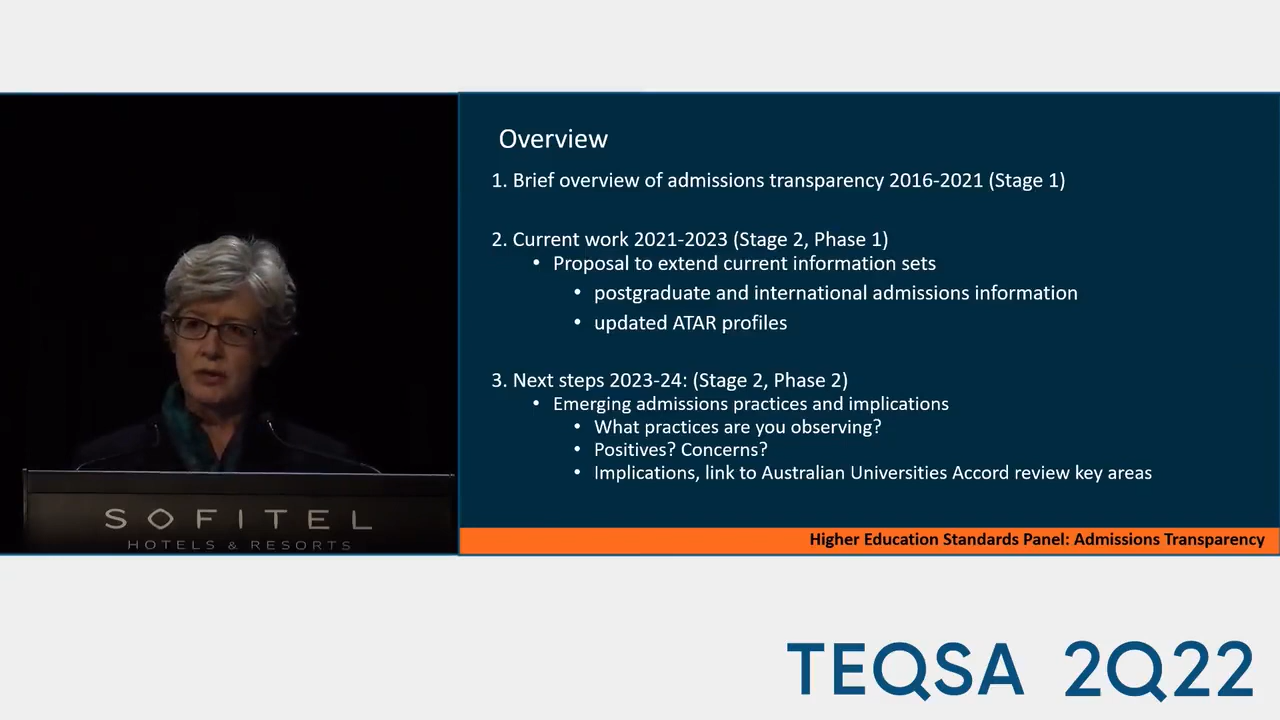 Overview
1. Brief overview of admissions transparency 2016-2021 (Stage 1)
2. Current work 2021-2023 (Stage 2, Phase 1)
• Proposal to extend current information sets
• postgraduate and international admissions information
• updated ATAR profiles
3. Next steps 2023-24: (Stage 2, Phase 2)
• Emerging admissions practices and implications
• What practices are you observing?
• Positives? Concerns?
• Implications, link to Australian Universities Accord review key areas
Higher Education Standards Panel: Admissions Transparency
SOFITEL
HOTELS & RESORTS
TEQSA 2Q22